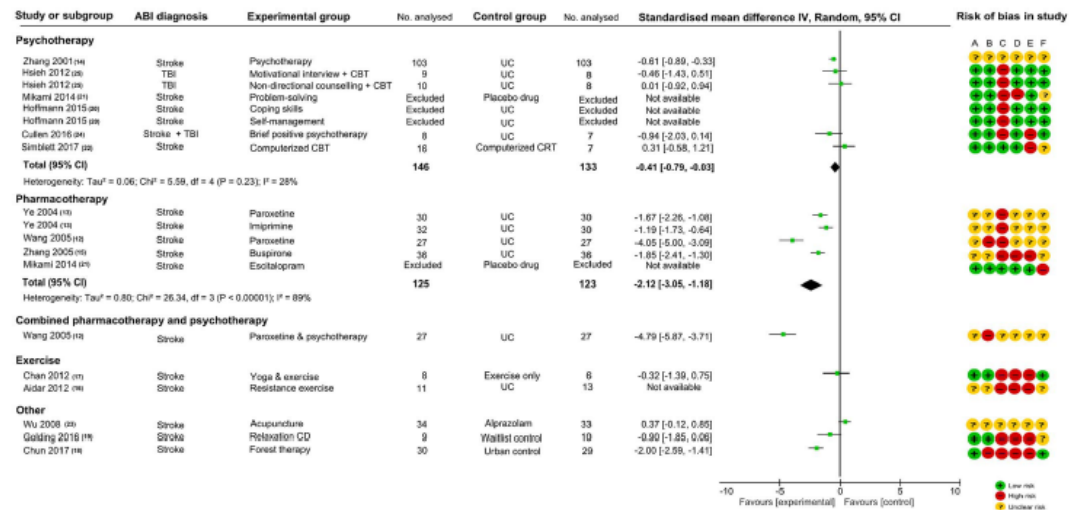 Study or subgroup ABI diagnosis Experimental group No. analysed Control group No. analysed Standardised mean difference IV, Random, 95% CI Risk of bias in study
A B C D E F
Psychotherapy
Zhang 2001 (14) Stroke Psychotherapy 103 UC 103 -0.61 [-0.89, -0.33) ? ? ? ? ? ?
Hsieh 2012 TBI Motivational interview + CBT 9 UC 8 -0.46 [-1.43, 0.51]
Hsieh 2012 TBI Non-directional counselling + CBT 10 UC 8 0.01 [-0.92, 0.94]
Mikami 2014 (21) Stroke Problem-solving Excluded Placebo drug Excluded Not available
Hoffmann 2015 (20) Stroke Coping skills Excluded UC Excluded Not available
Hoffmann 2015 (20) Stroke Self-management Excluded UC Excluded Not available
Cullen 2016 (24) Stroke + TBI Brief positive psychotherapy 8 UC 7 -0.94 [-2.03, 0.14]
Simblett 2017 (22) Stroke Computerized CBT 16 Computerized CRT 7 0.31 [-0.58, 1.21]
Total (95% CI) 146 133 -0.41 [-0.79, -0.03]
Heterogeneity: Tau² = 0.06; Chi² = 5.59, df = 4 (P = 0.23); I² = 28%
Pharmacotherapy
Ye 2004 (13) Stroke Paroxetine 30 UC 30 -1.67 [-2.26, -1.08]
Ye 2004 (13) Stroke Imiprimine 32 UC 30 -1.19 [-1.73, -0.64]
Wang 2005 (12) Stroke Paroxetine 27 UC 27 -4.05 [-5.00, -3.09]
Zhang 2005 (15) Stroke Buspirone 36 UC 36 -1.85 [-2.41, -1.30]
Mikami 2014 (21) Stroke Escitalopram Excluded Placebo drug Excluded Not available
Total (95% CI) 125 123 -2.12 [-3.05, -1.18]
Heterogeneity: Tau² = 0.80; Chi² = 26.34, df = 3 (P < 0.00001); I² = 89%
Combined pharmacotherapy and psychotherapy
Wang 2005 (12) Stroke Paroxetine & psychotherapy 27 UC 27 -4.79 [-5.87, -3.71]
Exercise
Chan 2012 (17) Stroke Yoga & exercise 8 Exercise only 6 -0.32 [-1.39, 0.75]
Aidar 2012 (16) Stroke Resistance exercise 11 UC 13 Not available
Other
Wu 2008 Stroke Acupuncture 34 Alprazolam 33 0.37 [-0.12, 0.85]
Golding 2016 (19) Stroke Relaxation CD 9 Waitlist control 10 -0.90 [-1.85, 0.06]
Chun 2017 (18) Stroke Forest therapy 30 Urban control 29 -2.00 [-2.59, -1.41]
-10 -5 0 5 10
Favours [experimental] Favours [control]
Low risk
High risk
Unclear risk